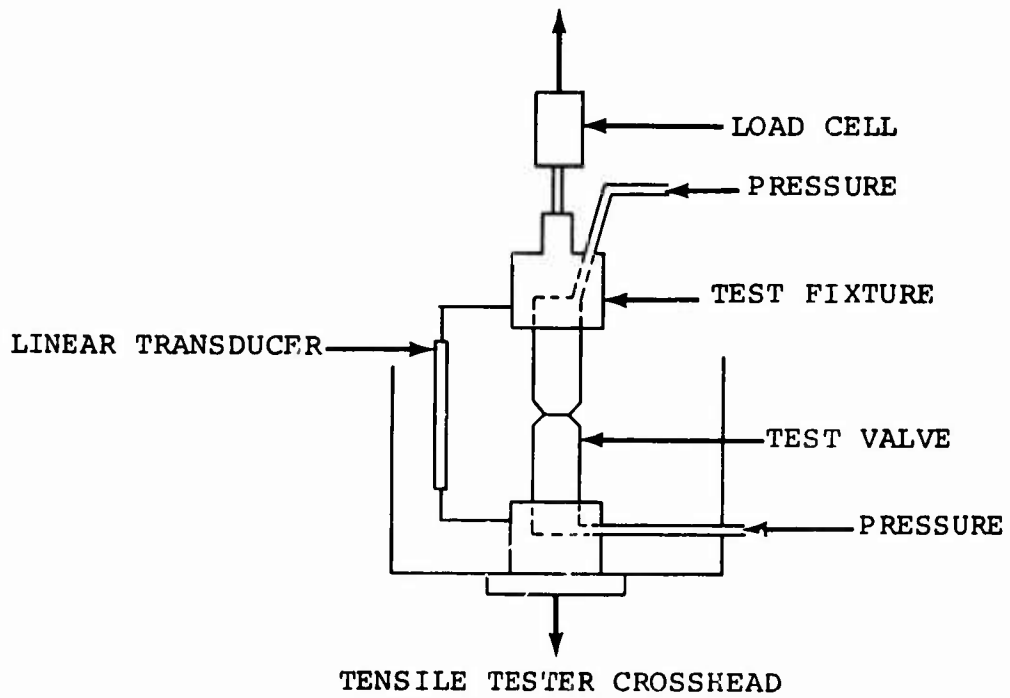 LOAD CELL
PRESSURE
TEST FIXTURE
LINEAR TRANSDUCER
TEST VALVE
PRESSURE
TENSILE TESTER CROSSHEAD